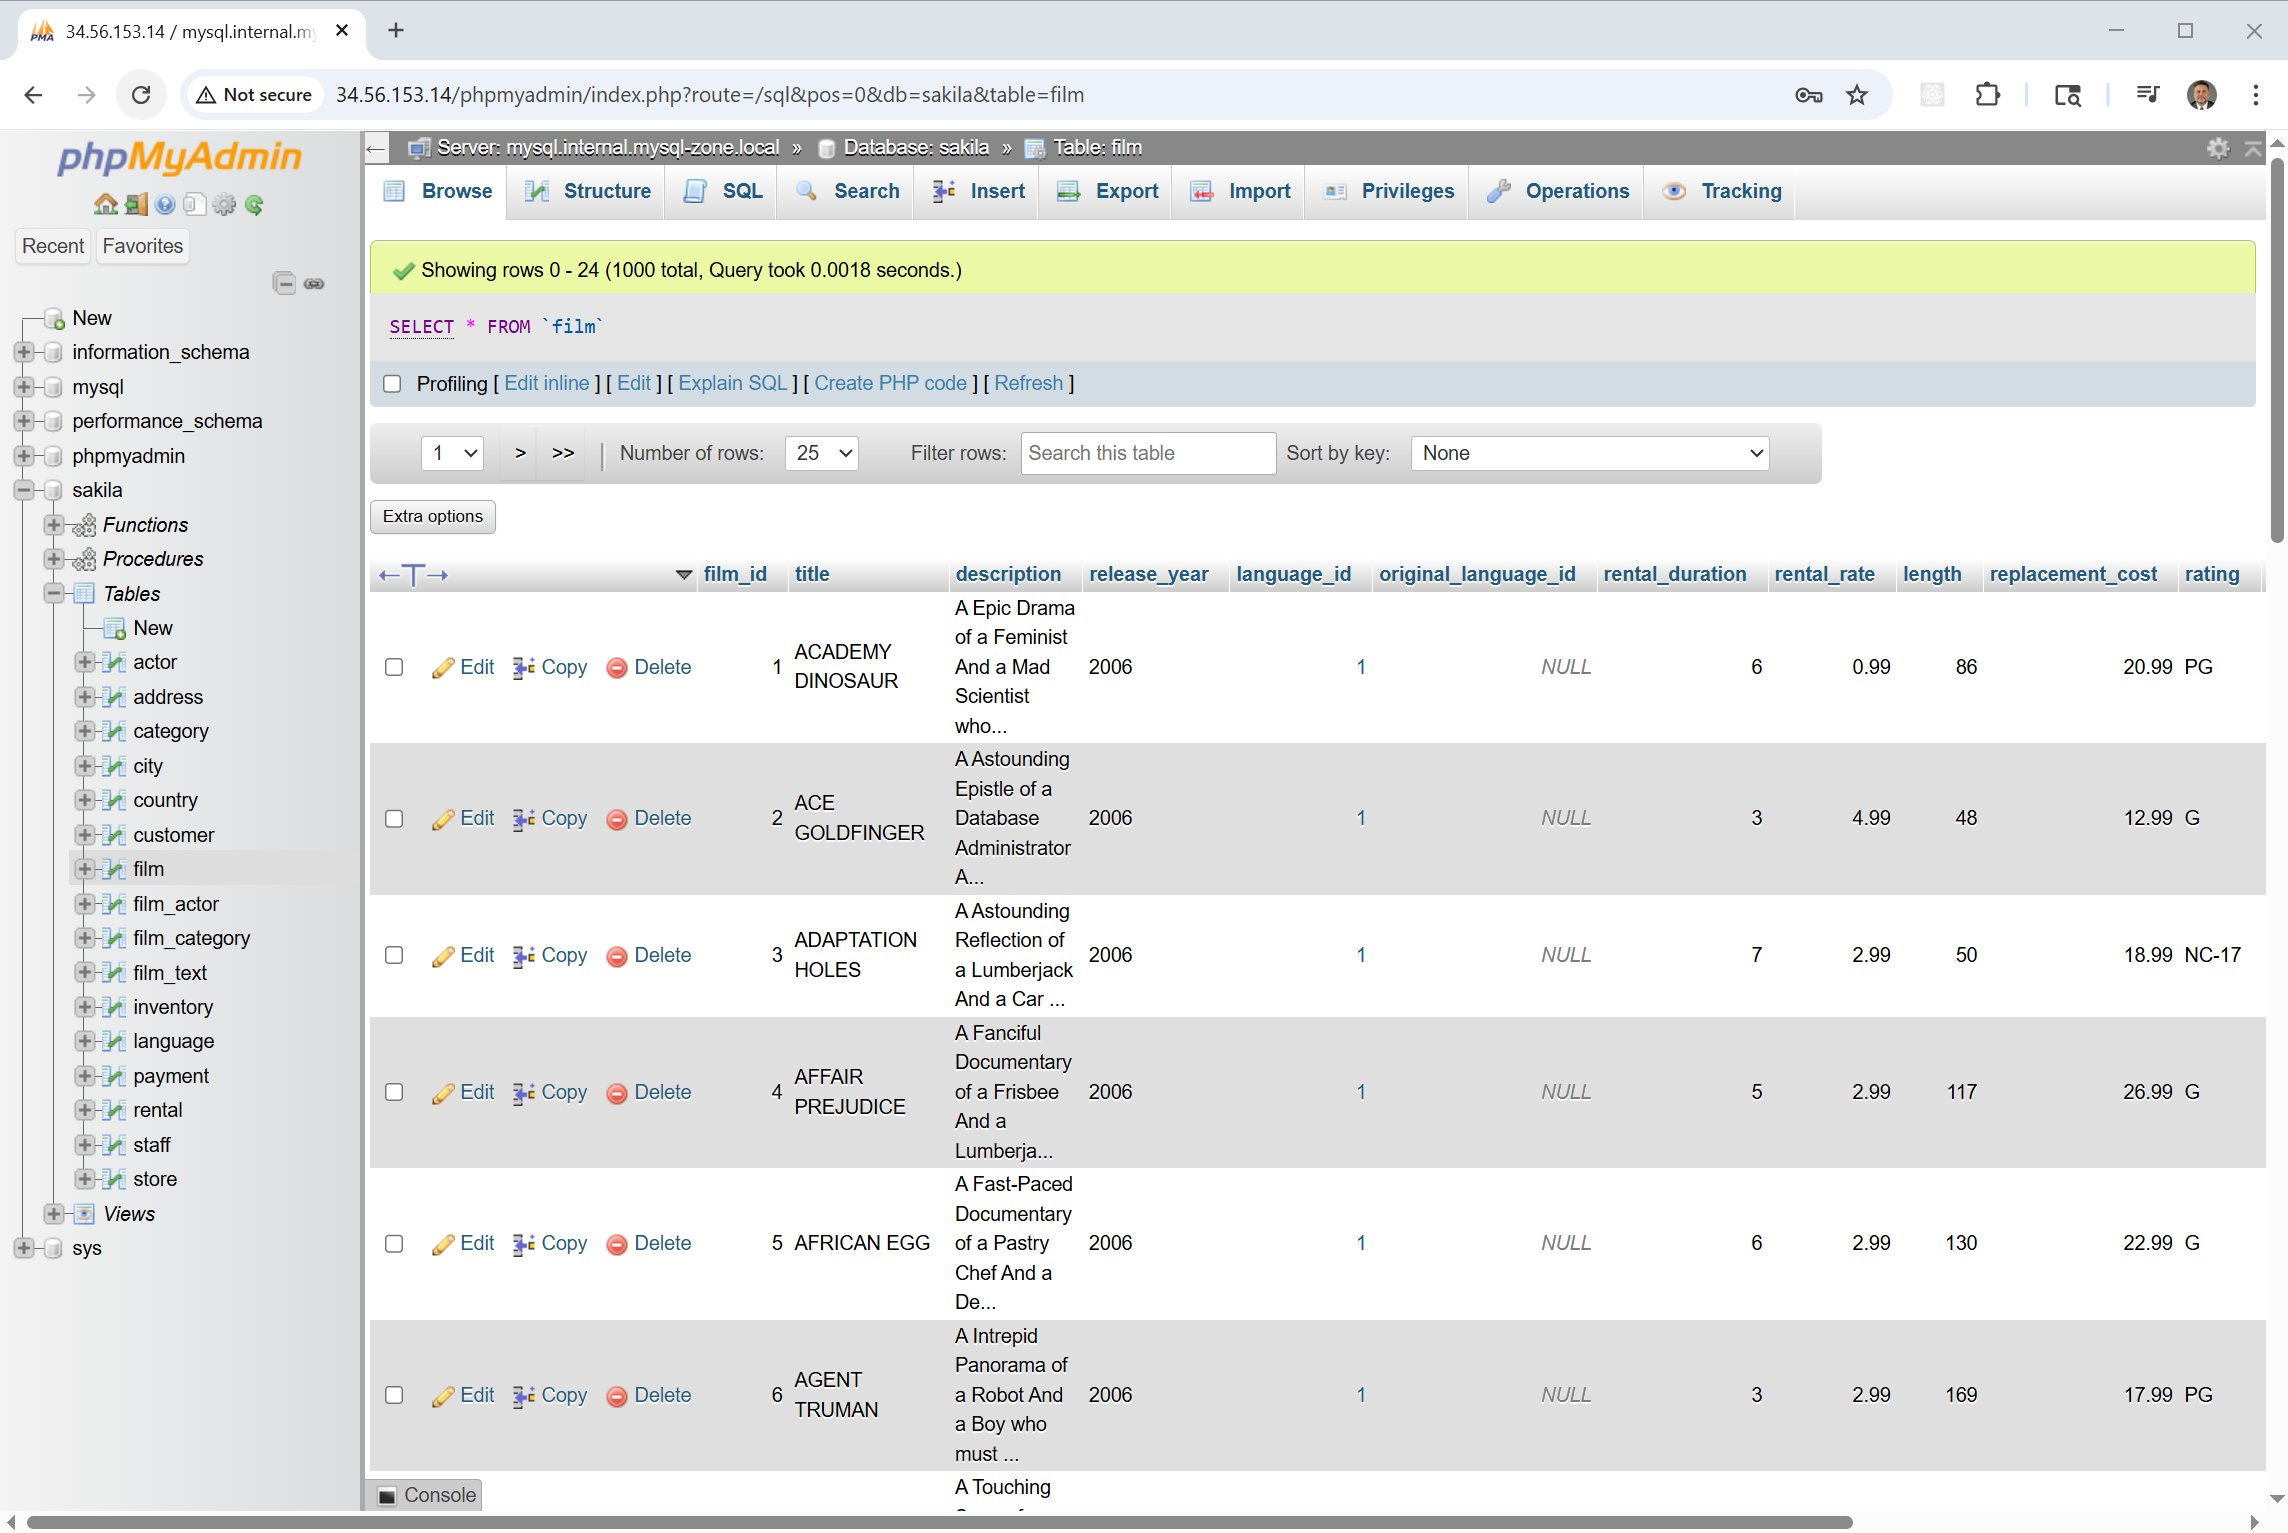 34.56.153.14 / mysql.internal.my
Not secure 34.56.153.14/phpmyadmin/index.php?route=/sql&pos=0&db=sakila&table=film
phpMyAdmin
Recent Favorites
New
information_schema
mysql
performance_schema
phpmyadmin
sakila
Functions
Procedures
Tables
New
actor
address
category
city
country
customer
film
film_actor
film_category
film_text
inventory
language
payment
rental
staff
store
Views
sys
Server: mysql.internal.mysql-zone.local » Database: sakila » Table: film
Browse Structure SQL Search Insert Export Import Privileges Operations Tracking
Showing rows 0 - 24 (1000 total, Query took 0.0018 seconds.)
SELECT * FROM `film`
Profiling [ Edit inline ] [ Edit ] [ Explain SQL ] [ Create PHP code ] [ Refresh ]
1 > >> | Number of rows: 25 Filter rows: Search this table Sort by key: None
Extra options
film_id title description release_year language_id original_language_id rental_duration rental_rate length replacement_cost rating
Edit Copy Delete 1 ACADEMY DINOSAUR A Epic Drama of a Feminist And a Mad Scientist who... 2006 1 NULL 6 0.99 86 20.99 PG
Edit Copy Delete 2 ACE GOLDFINGER A Astounding Epistle of a Database Administrator A... 2006 1 NULL 3 4.99 48 12.99 G
Edit Copy Delete 3 ADAPTATION HOLES A Astounding Reflection of a Lumberjack And a Car ... 2006 1 NULL 7 2.99 50 18.99 NC-17
Edit Copy Delete 4 AFFAIR PREJUDICE A Fanciful Documentary of a Frisbee And a Lumberja... 2006 1 NULL 5 2.99 117 26.99 G
Edit Copy Delete 5 AFRICAN EGG A Fast-Paced Documentary of a Pastry Chef And a De... 2006 1 NULL 6 2.99 130 22.99 G
Edit Copy Delete 6 AGENT TRUMAN A Intrepid Panorama of a Robot And a Boy who must ... 2006 1 NULL 3 2.99 169 17.99 PG
A Touching
Console